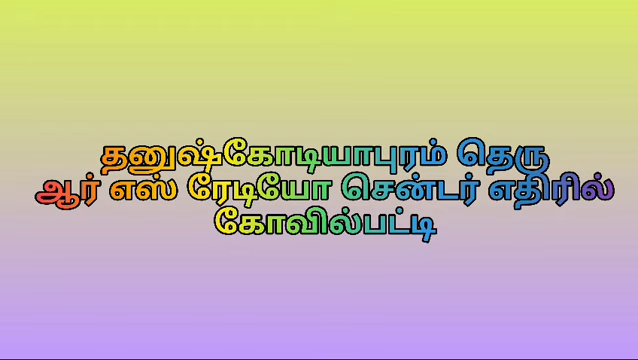 தனுஷ்கோடியாபுரம் தெரு
ஆர் எஸ் ரேடியோ சென்டர் எதிரில்
கோவில்பட்டி